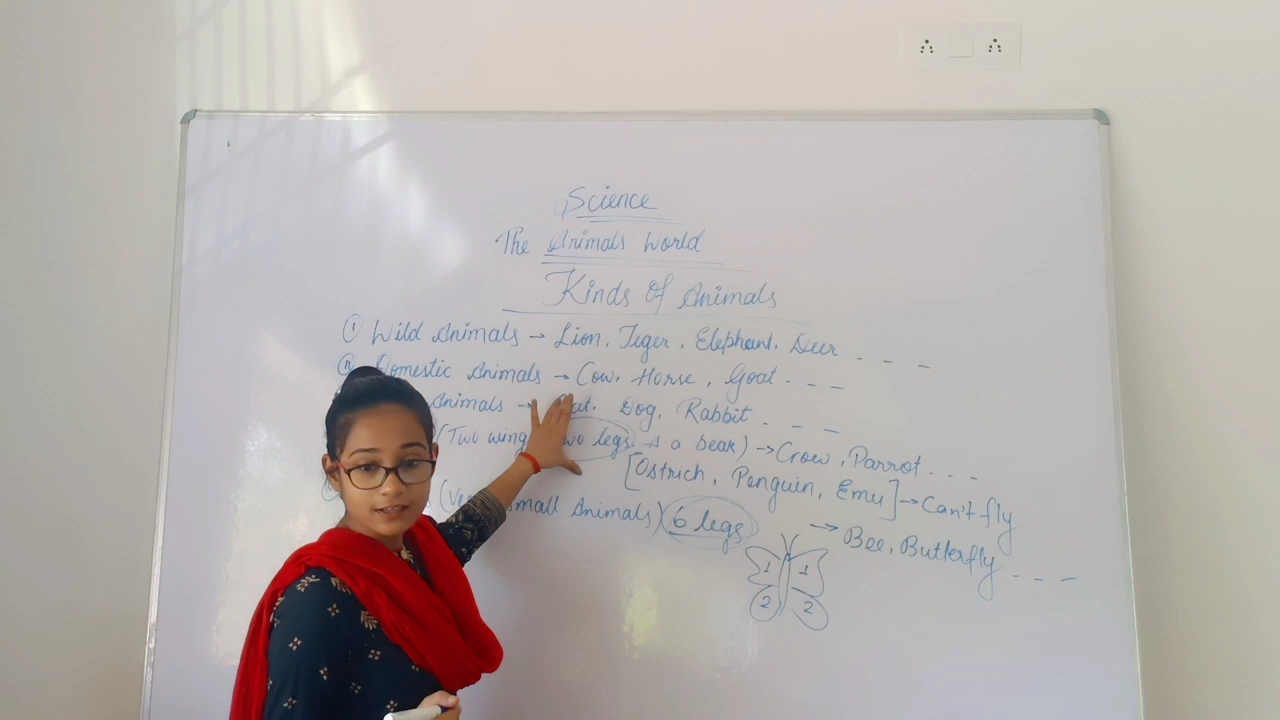 Science
The Animals World
Kinds Of Animals
① Wild Animals → Lion, Tiger, Elephant, Deer - - -
Domestic Animals → Cow, Horse, Goat - - -
Animals → Dog, Rabbit - - -
(Two wing legs a beak) → Crow, Parrot - - -
[Ostrich, Penguin, Emu] → Can't fly
small Animals) (6 legs) → Bee, Butterfly - - -
1 1
2 2